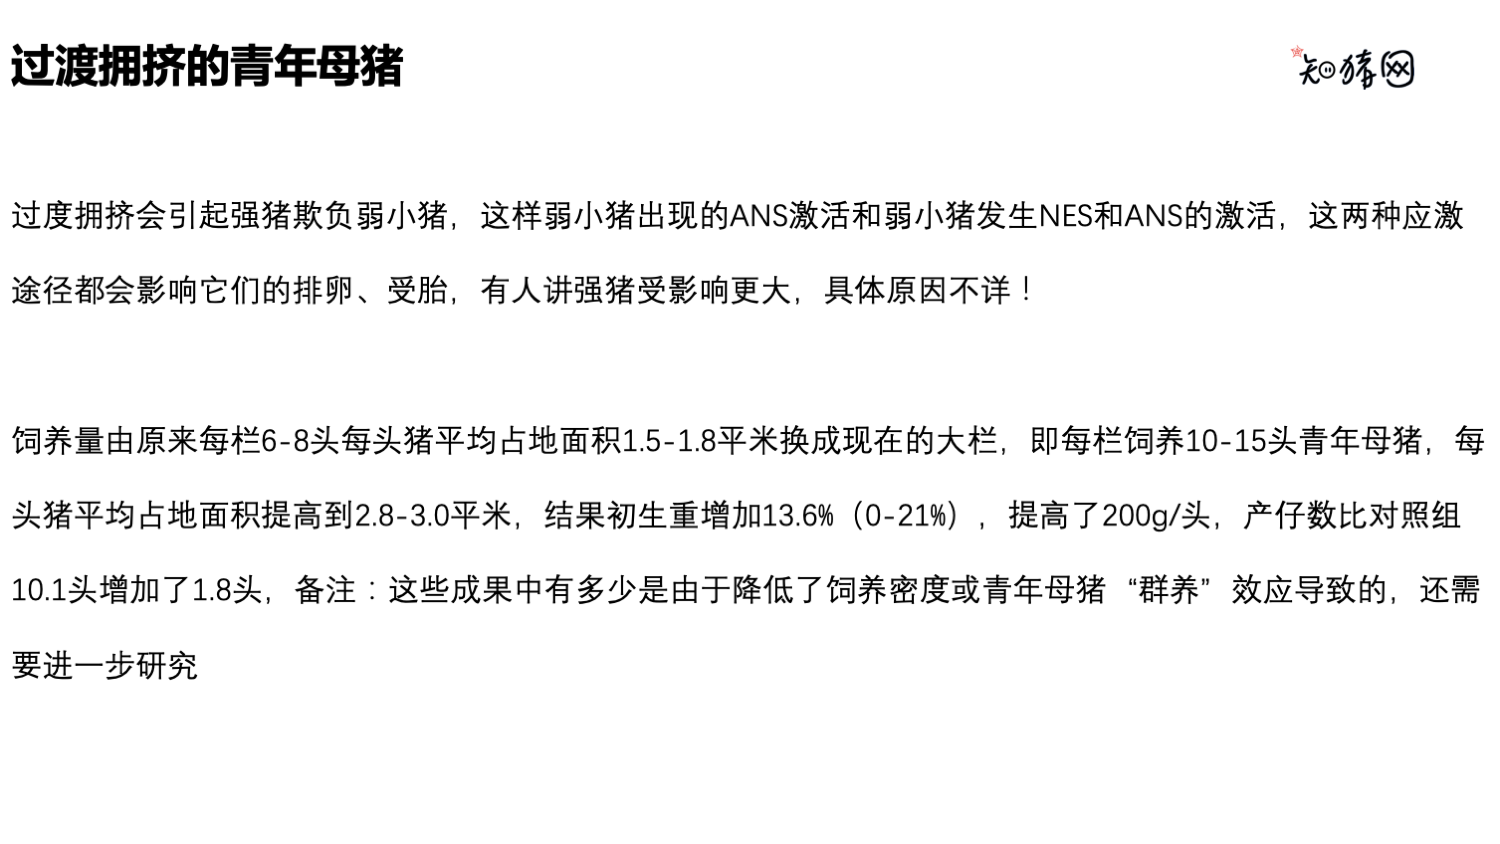 过渡拥挤的青年母猪
知猪网
过度拥挤会引起强猪欺负弱小猪，这样弱小猪出现的ANS激活和弱小猪发生NES和ANS的激活，这两种应激
途径都会影响它们的排卵、受胎，有人讲强猪受影响更大，具体原因不详！
饲养量由原来每栏6-8头每头猪平均占地面积1.5-1.8平米换成现在的大栏，即每栏饲养10-15头青年母猪，每
头猪平均占地面积提高到2.8-3.0平米，结果初生重增加13.6%（0-21%），提高了200g/头，产仔数比对照组
10.1头增加了1.8头，备注：这些成果中有多少是由于降低了饲养密度或青年母猪“群养”效应导致的，还需
要进一步研究